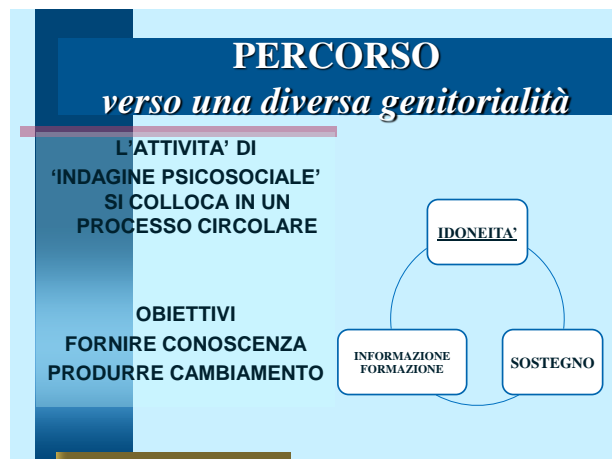 PERCORSO
verso una diversa genitorialità
L'ATTIVITA' DI
'INDAGINE PSICOSOCIALE'
SI COLLOCA IN UN
PROCESSO CIRCOLARE
OBIETTIVI
FORNIRE CONOSCENZA
PRODURRE CAMBIAMENTO
IDONEITA'
INFORMAZIONE
FORMAZIONE
SOSTEGNO